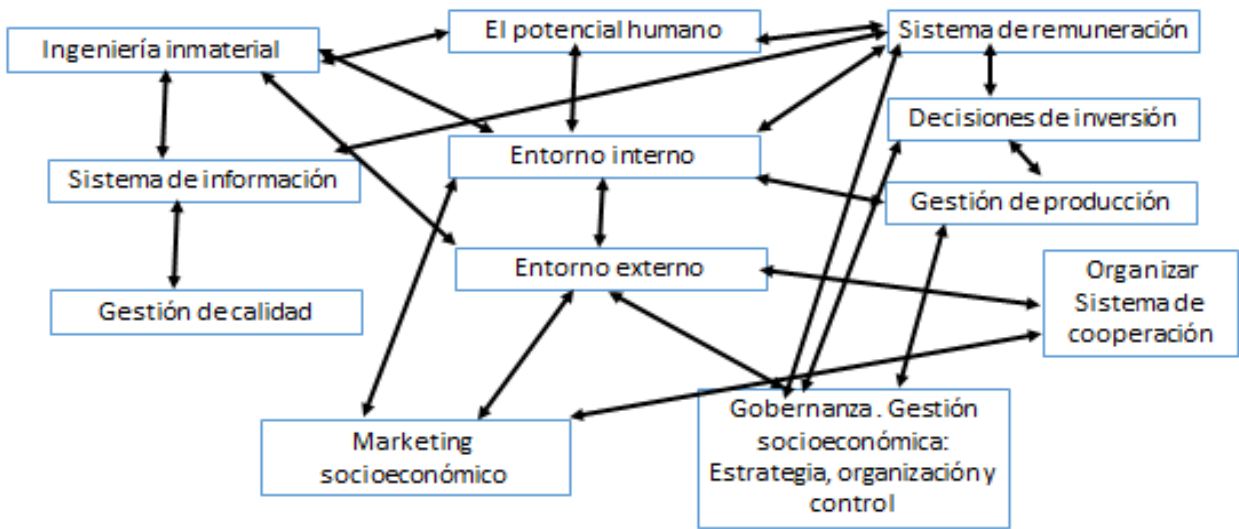 Ingeniería inmaterial
El potencial humano
Sistema de remuneración
Decisiones de inversión
Entorno interno
Sistema de información
Gestión de producción
Entorno externo
Organizar
Sistema de
cooperación
Gestión de calidad
Marketing
socioeconómico
Gobernanza . Gestión
socioeconómica:
Estrategia, organización y
control